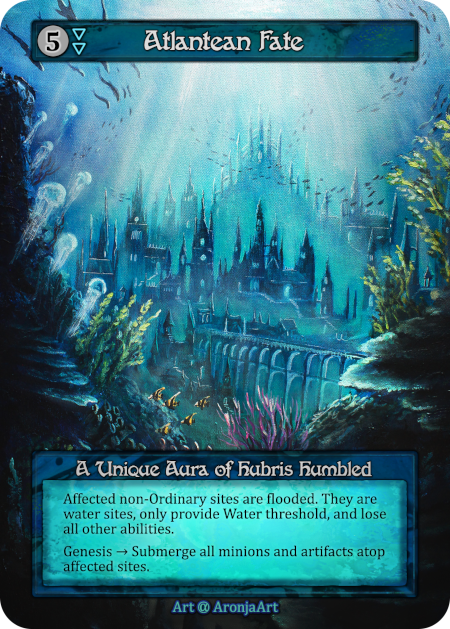 5
Atlantean Fate
A Unique Aura of Hubris Humbled
Affected non-Ordinary sites are flooded. They are
water sites, only provide Water threshold, and lose
all other abilities.
Genesis → Submerge all minions and artifacts atop
affected sites.
Art @ AronjaArt